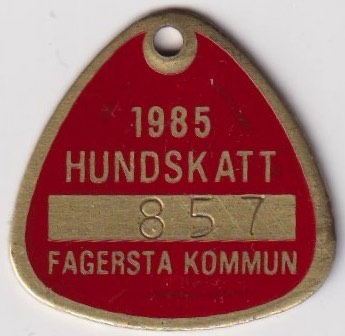 1985
HUNDSKATT
857
FAGERSTA KOMMUN